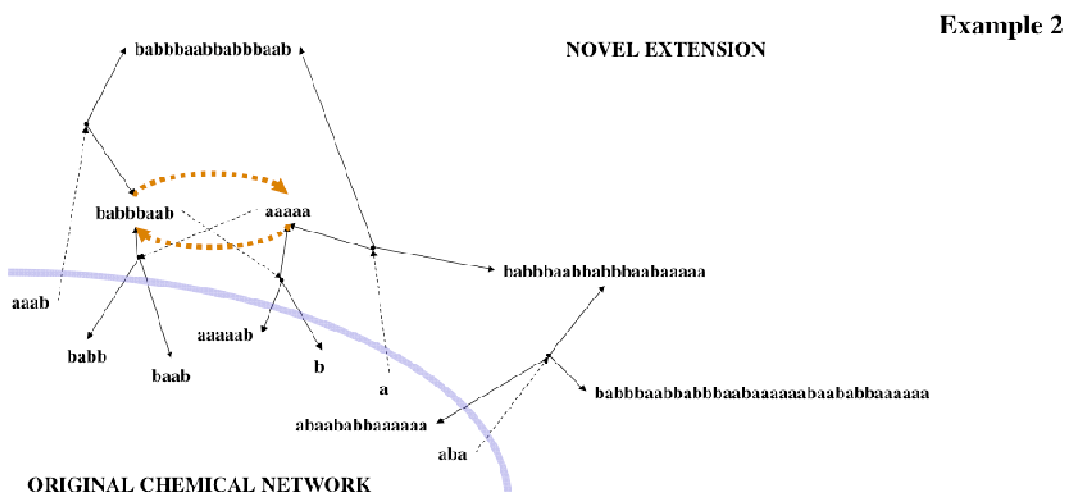 Example 2
NOVEL EXTENSION
babbbaabbabbbaab
babbbaab
aaaaa
babbbaabbabbbaabaaaaa
aaab
aaaaab
babb
baab
b
a
babbbaabbabbbaabaaaaaabaababbaaaaaa
abaababbaaaaaa
aba
ORIGINAL CHEMICAL NETWORK